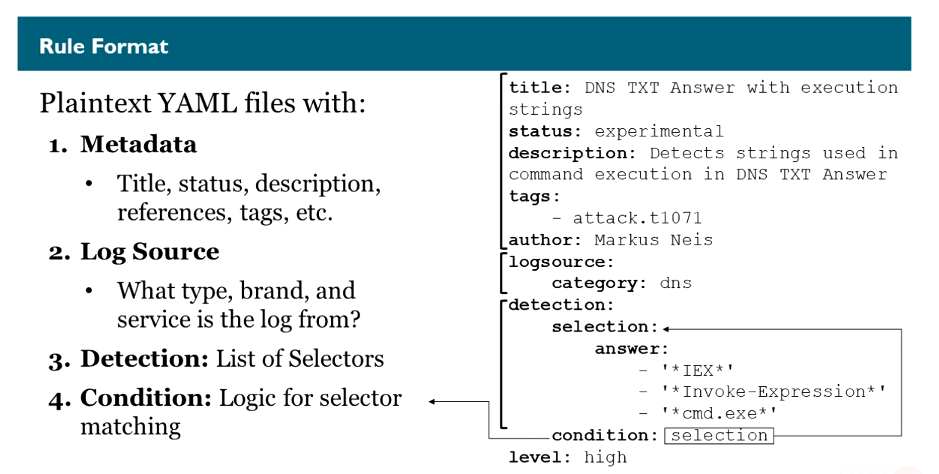 Rule Format
Plaintext YAML files with:
1. Metadata
• Title, status, description,
references, tags, etc.
2. Log Source
• What type, brand, and
service is the log from?
3. Detection: List of Selectors
4. Condition: Logic for selector
matching
title: DNS TXT Answer with execution
strings
status: experimental
description: Detects strings used in
command execution in DNS TXT Answer
tags:
- attack.t1071
author: Markus Neis
logsource:
category: dns
detection:
selection:
answer:
- '*IEX*'
- '*Invoke-Expression*'
- '*cmd.exe*'
condition: selection
level: high